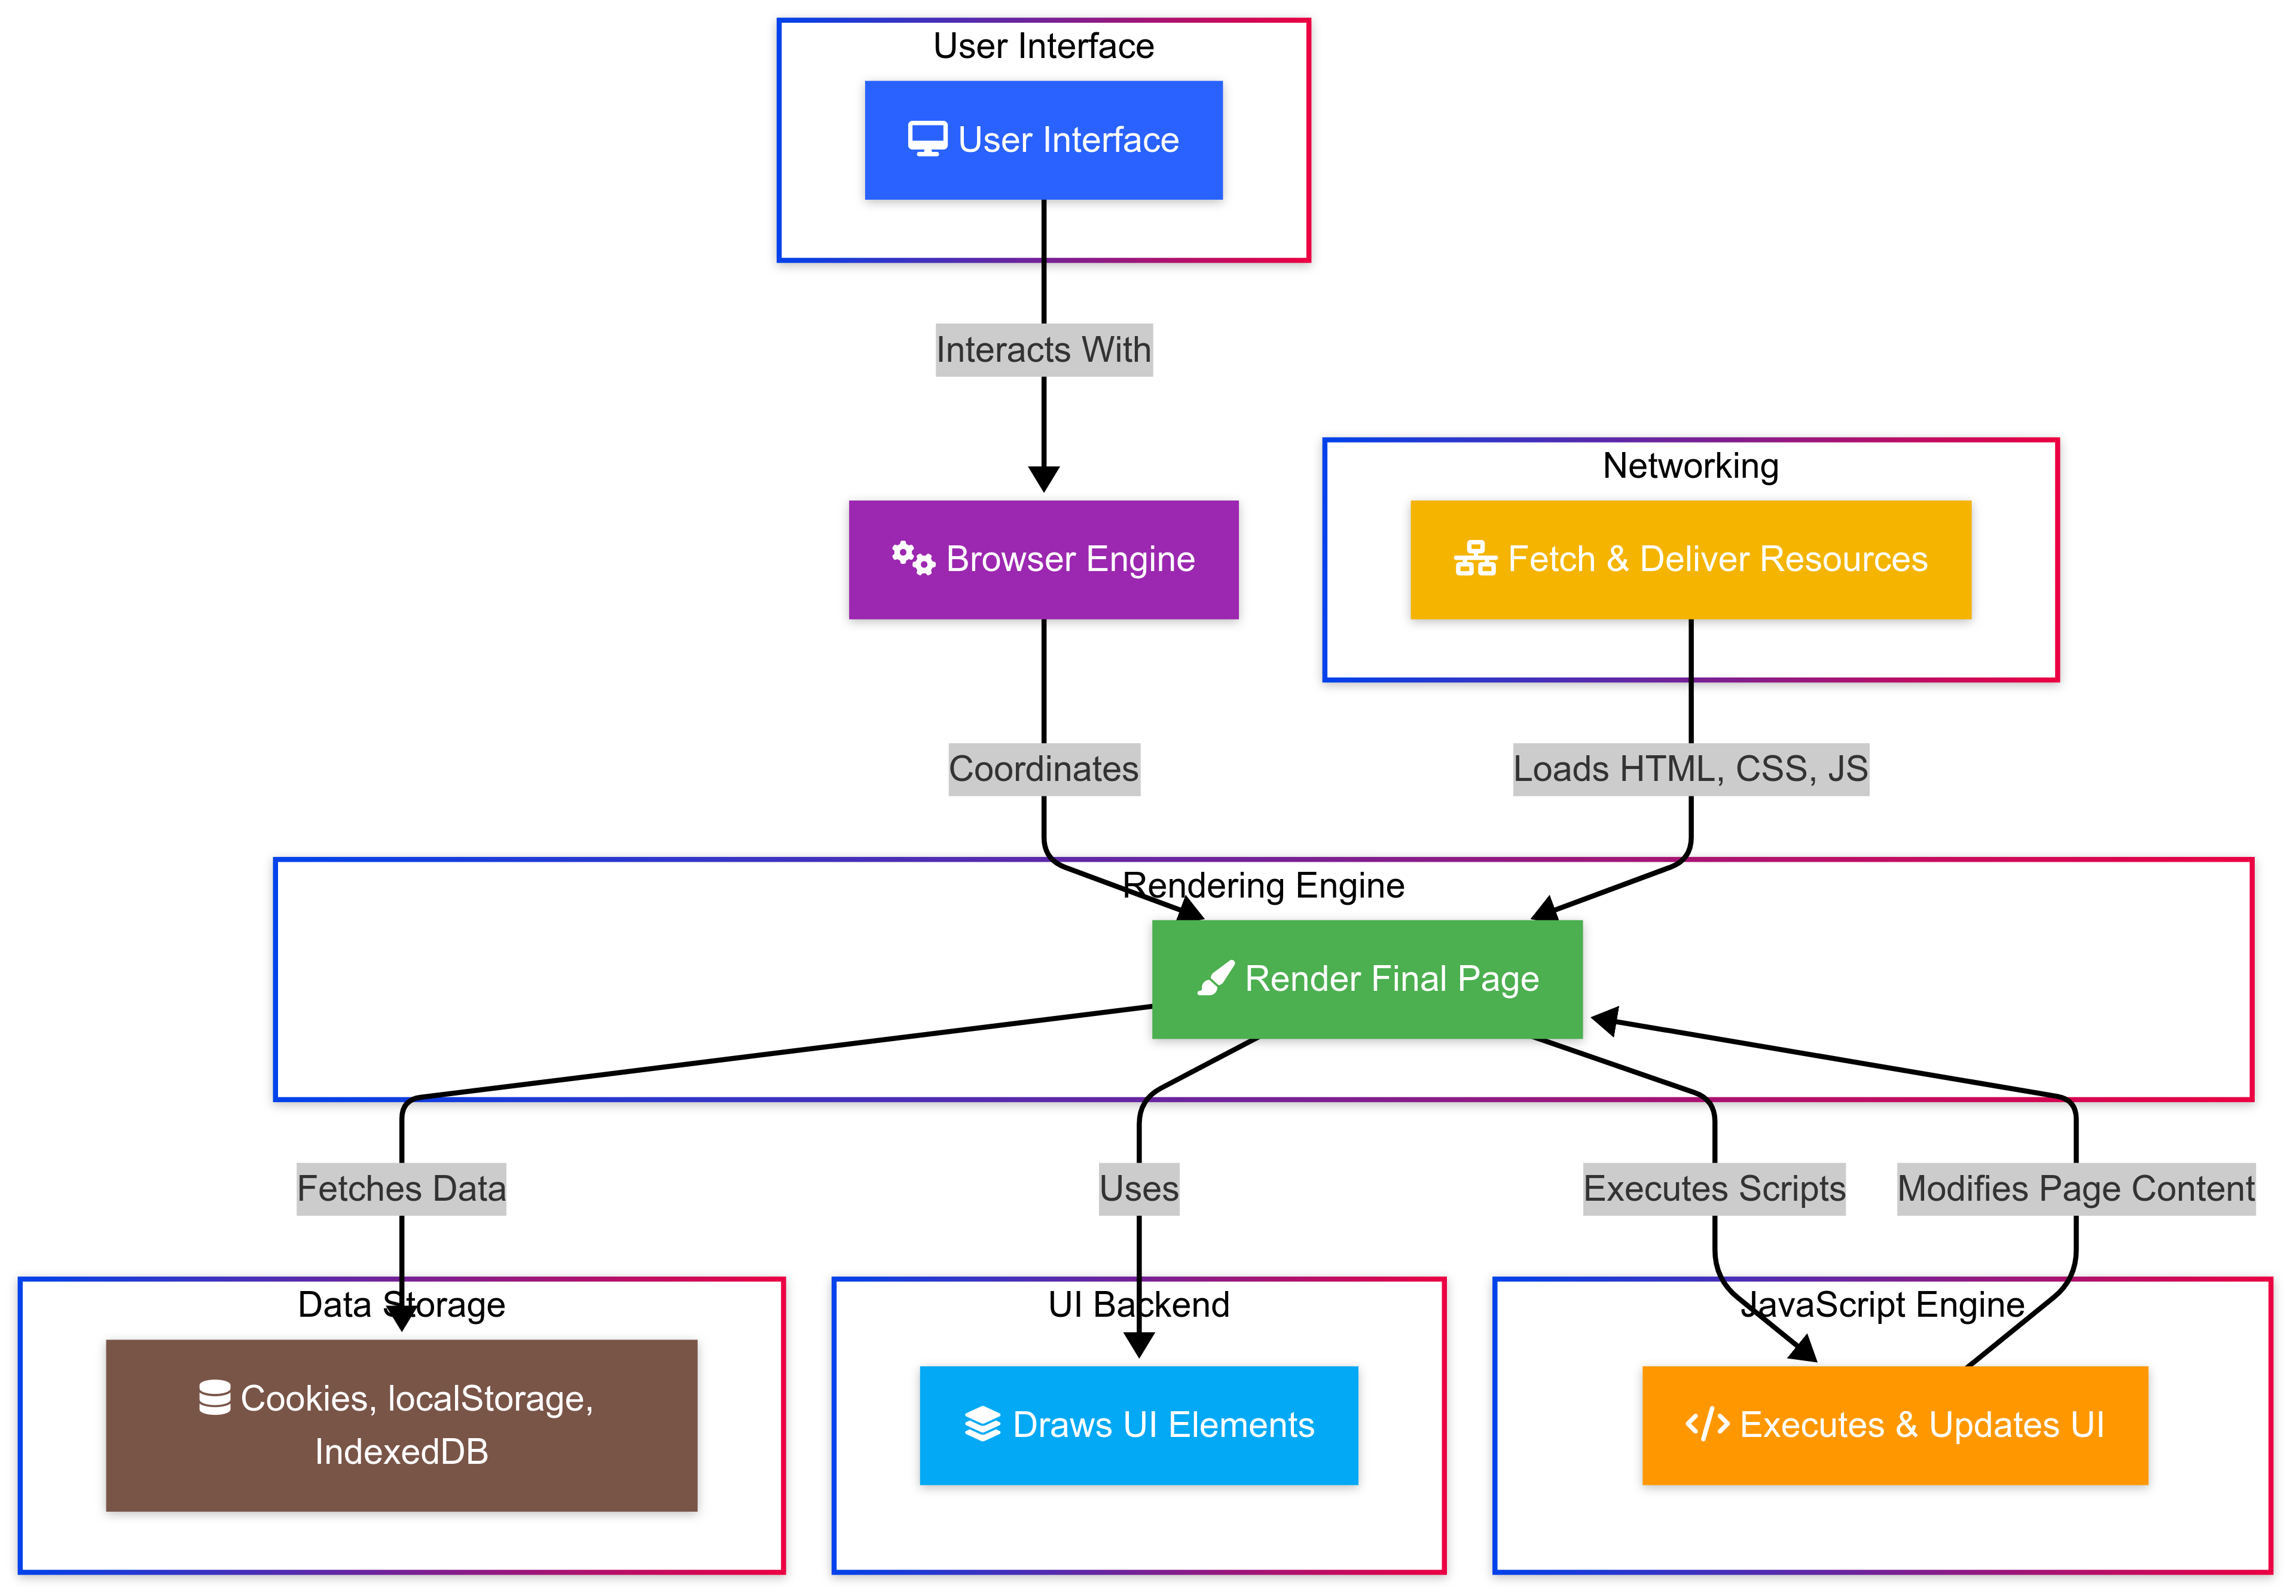 User Interface
User Interface
Interacts With
Networking
Browser Engine
Fetch & Deliver Resources
Coordinates
Loads HTML, CSS, JS
Rendering Engine
Render Final Page
Fetches Data
Uses
Executes Scripts
Modifies Page Content
Data Storage
UI Backend
JavaScript Engine
Cookies, localStorage,
IndexedDB
Draws UI Elements
Executes & Updates UI